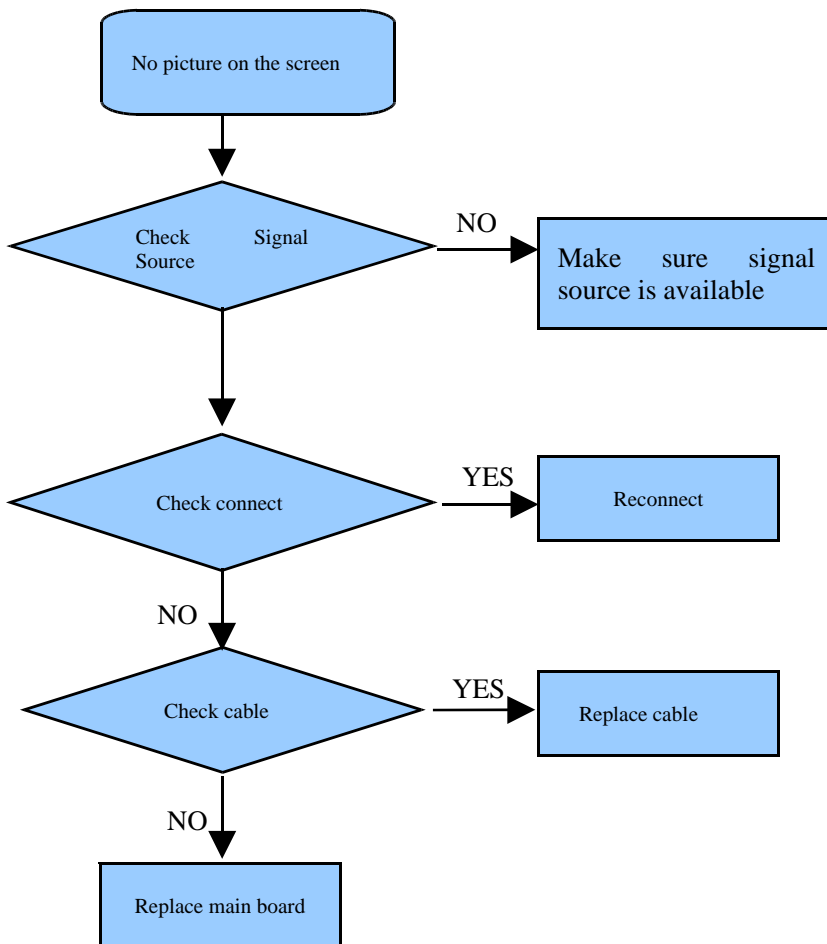 No picture on the screen
Check Signal
Source
NO
Make sure signal
source is available
Check connect
YES
Reconnect
NO
Check cable
YES
Replace cable
NO
Replace main board